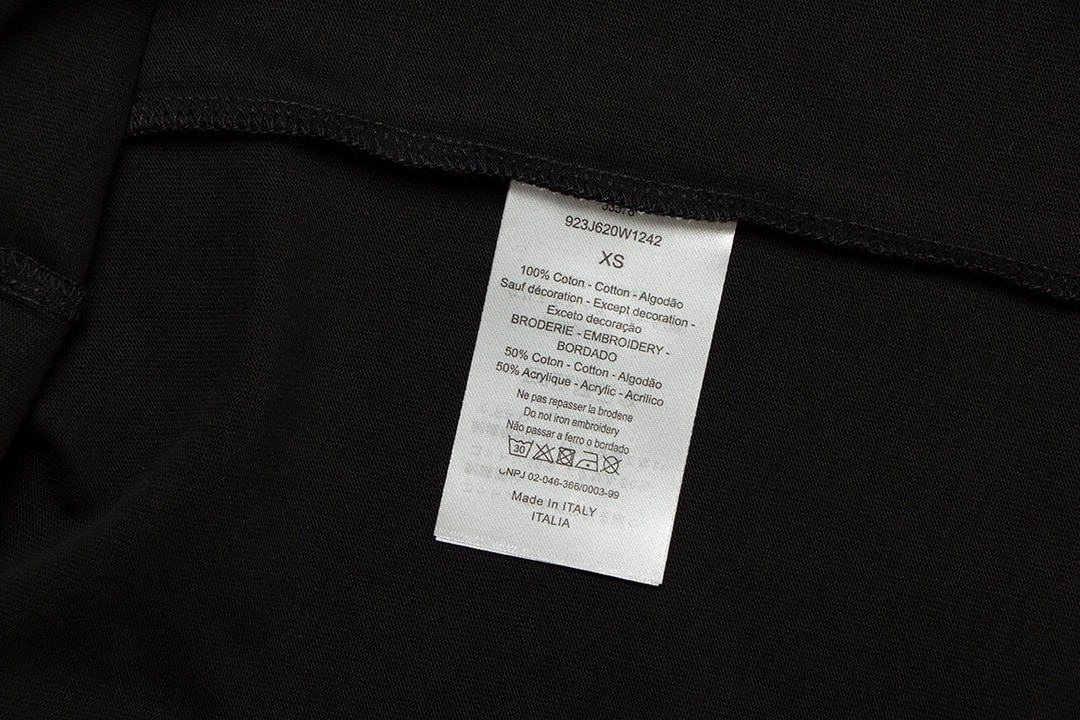 923J620W1242
XS
100% Coton - Cotton - Algodão
Sauf décoration - Except decoration -
Exceto decoração
BRODERIE - EMBROIDERY -
BORDADO
50% Coton - Cotton - Algodão
50% Acrylique - Acrylic - Acrilico
Ne pas repasser la brodene
Do not iron embroidery
Não passar a ferro o bordado
30
CNPJ 02-046-366/0003-99
Made In ITALY
ITALIA